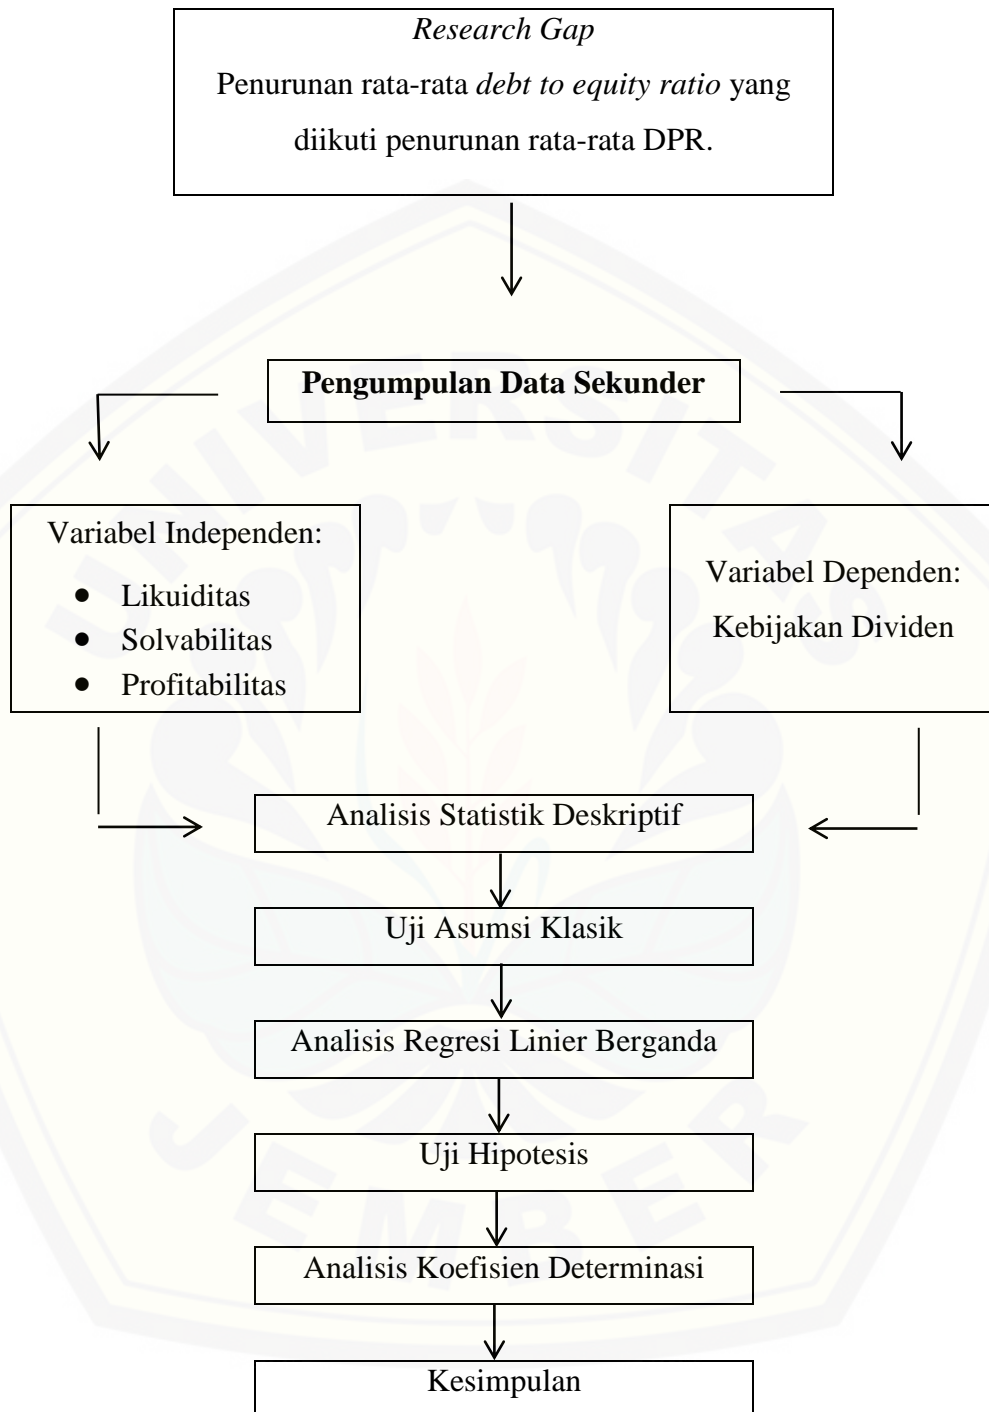 Research Gap
Penurunan rata-rata debt to equity ratio yang
diikuti penurunan rata-rata DPR.
Pengumpulan Data Sekunder
Variabel Independen:
• Likuiditas
• Solvabilitas
• Profitabilitas
Variabel Dependen:
Kebijakan Dividen
Analisis Statistik Deskriptif
Uji Asumsi Klasik
Analisis Regresi Linier Berganda
Uji Hipotesis
Analisis Koefisien Determinasi
Kesimpulan
UNIVERSITAS
JEMBER